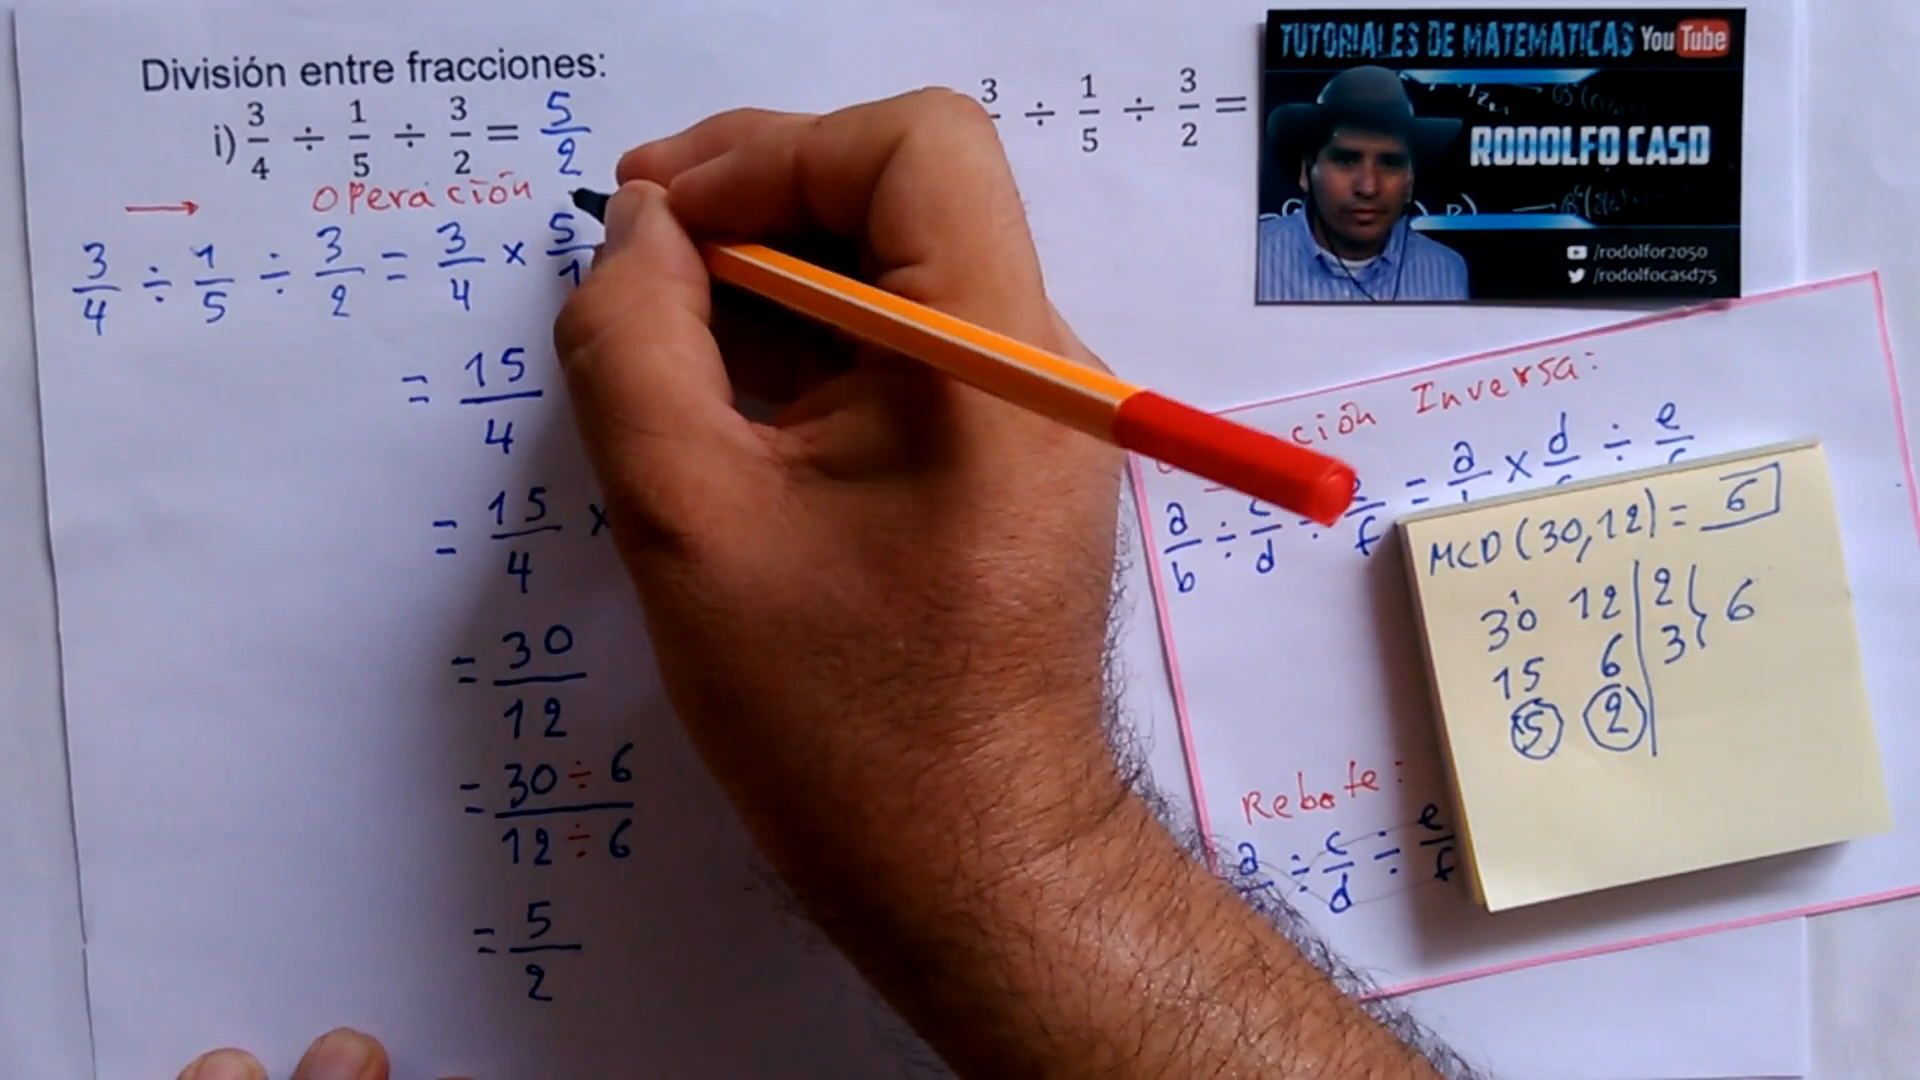 División entre fracciones:
i) 3/4 ÷ 1/5 ÷ 3/2 = 5/2
→ Operación
3/4 ÷ 1/5 ÷ 3/2 = 3/4 × 5/1
= 15/4
= 15/4 ×
= 30/12
= 30÷6/12÷6
= 5/2
3 ÷ 1/5 ÷ 3/2 =
TUTORIALES DE MATEMATICAS YouTube
RODOLFO CASD
/rodolfor2050
/rodolfocasd75
ción Inversa:
a/b ÷ c/d ÷ e/f = a/b × d/c ÷ e/f
MCD (30,12) = 6
30 12 | 2 6
15 6 | 3
5 2
Rebote:
a ÷ c/d ÷ e/f